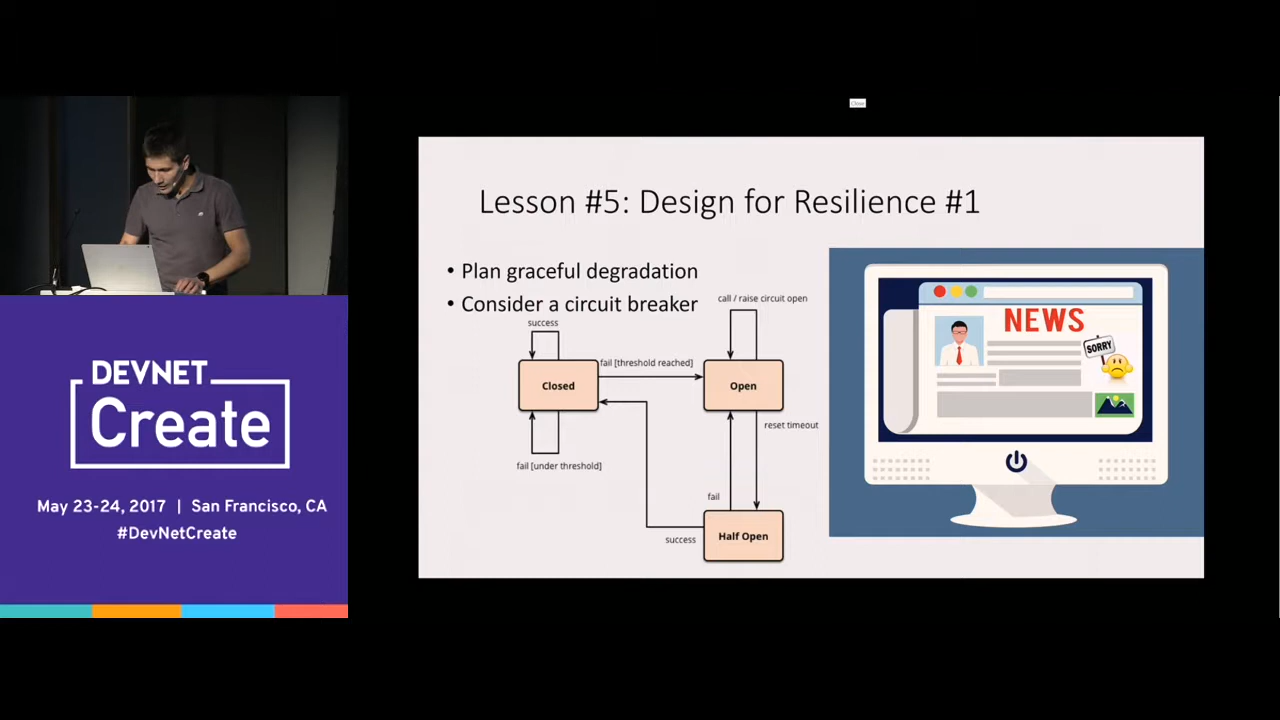 Lesson #5: Design for Resilience #1
• Plan graceful degradation
• Consider a circuit breaker
call / raise circuit open
success
fail [threshold reached]
Closed
Open
reset timeout
fail [under threshold]
fail
success
Half Open
NEWS
SORRY
DEVNET
Create
May 23-24, 2017 | San Francisco, CA
#DevNetCreate